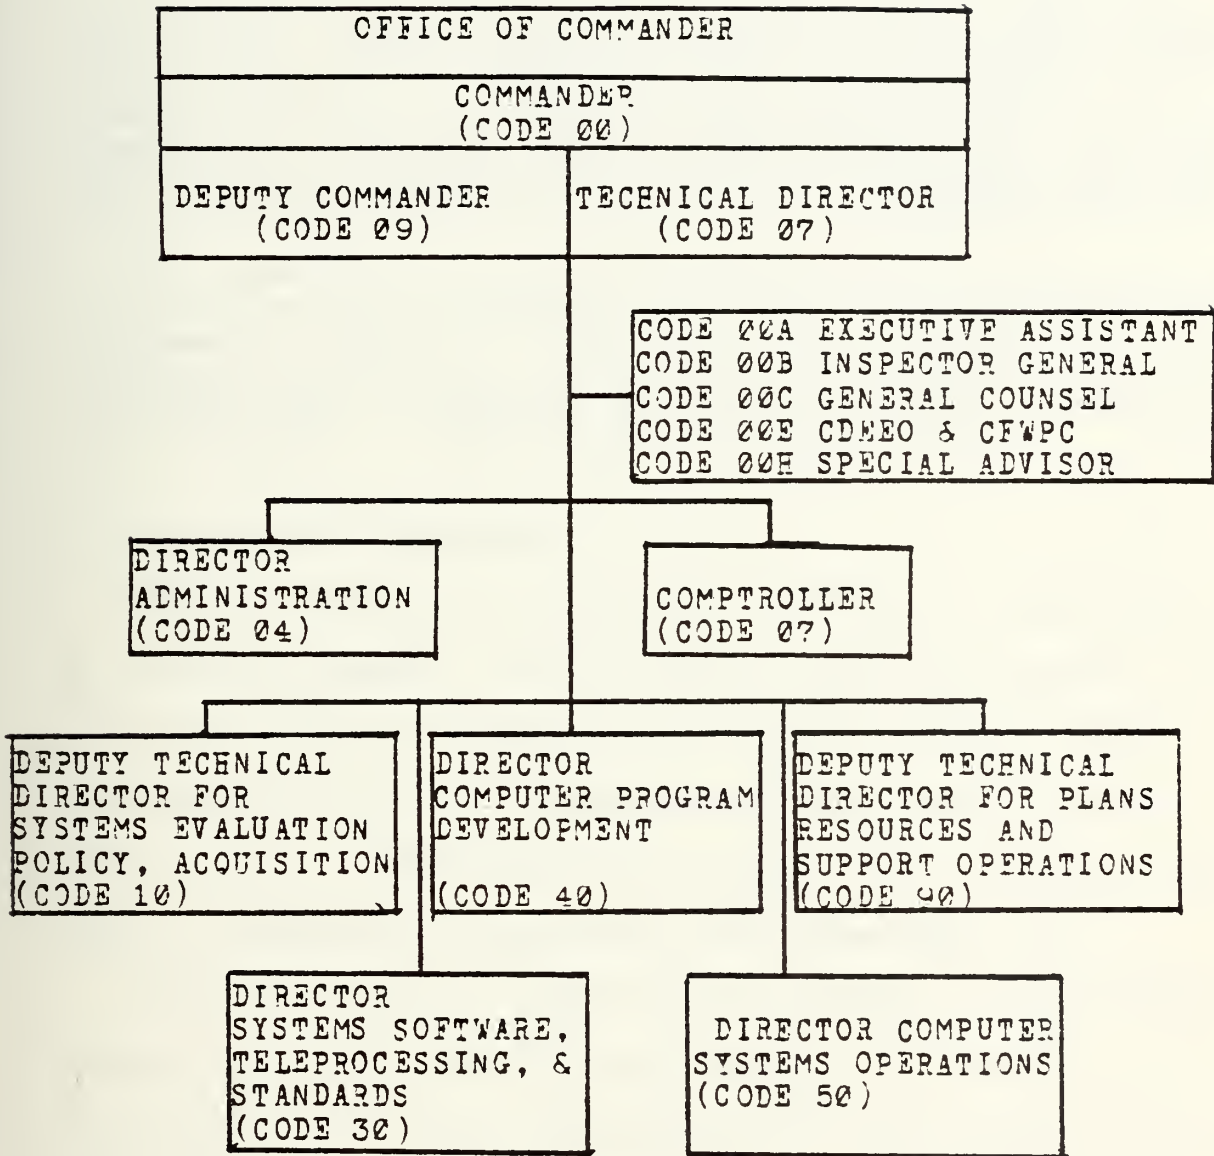 OFFICE OF COMMANDER
COMMANDER
(CODE 00)
DEPUTY COMMANDER
(CODE 09)
TECHNICAL DIRECTOR
(CODE 07)
CODE 00A EXECUTIVE ASSISTANT
CODE 00B INSPECTOR GENERAL
CODE 00C GENERAL COUNSEL
CODE 00E CDEEO & CFWPC
CODE 00H SPECIAL ADVISOR
DIRECTOR
ADMINISTRATION
(CODE 04)
COMPTROLLER
(CODE 07)
DEPUTY TECHNICAL
DIRECTOR FOR
SYSTEMS EVALUATION
POLICY, ACQUISITION
(CODE 10)
DIRECTOR
COMPUTER PROGRAM
DEVELOPMENT
(CODE 40)
DEPUTY TECHNICAL
DIRECTOR FOR PLANS
RESOURCES AND
SUPPORT OPERATIONS
(CODE 90)
DIRECTOR
SYSTEMS SOFTWARE,
TELEPROCESSING, &
STANDARDS
(CODE 30)
DIRECTOR COMPUTER
SYSTEMS OPERATIONS
(CODE 50)